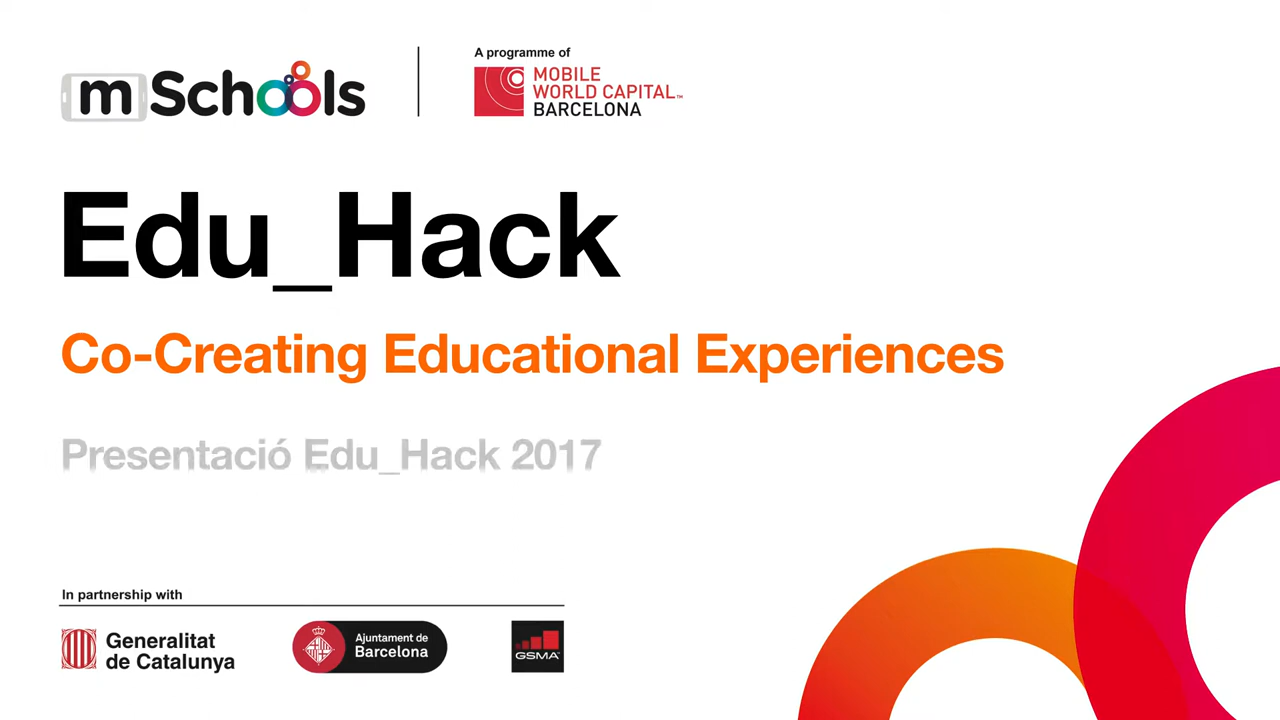 mSchools
A programme of
MOBILE
WORLD CAPITAL™
BARCELONA
Edu_Hack
Co-Creating Educational Experiences
Presentació Edu_Hack 2017
In partnership with
Generalitat
de Catalunya
Ajuntament de
Barcelona
GSMA